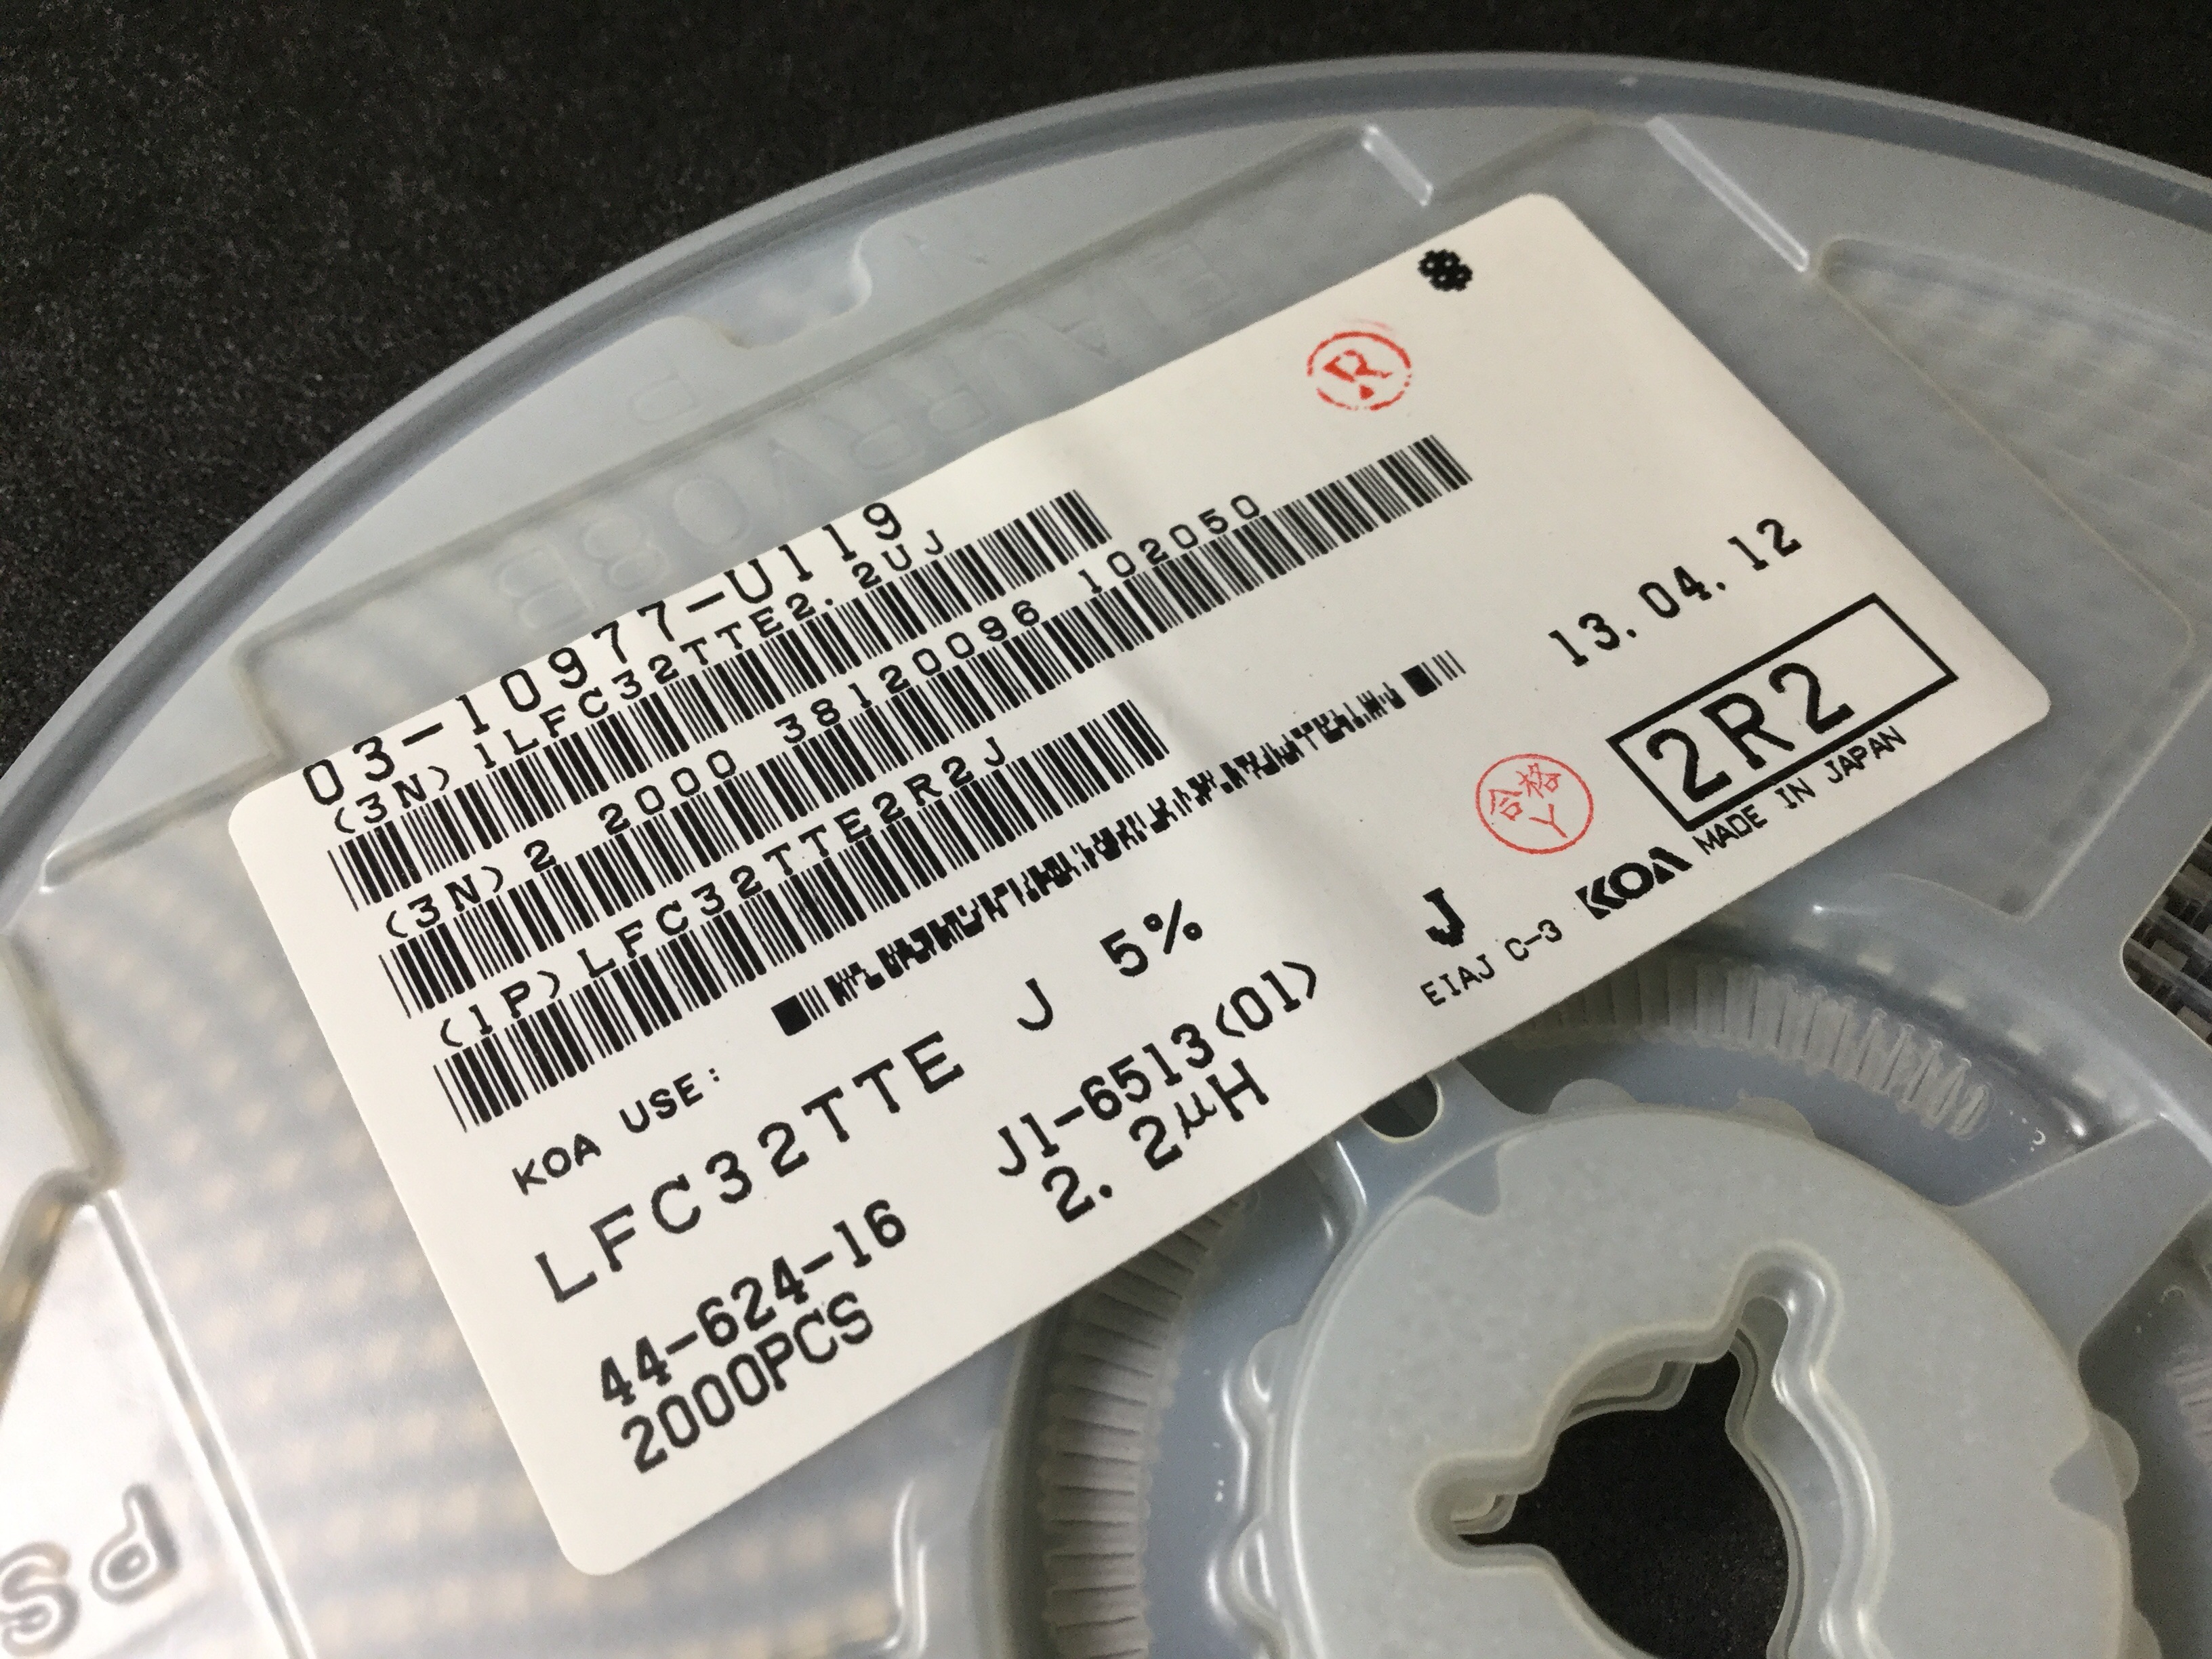 03-10977-U119
(3N)1LFC32TTE2.2UJ
(3N)2 2000 38120096 102050
(1P)LFC32TTE2R2J
KOA USE:
LFC32TTE J 5%
44-624-16 J1-6513(01)
2000PCS 2.2μH
R
13.04.12
2R2
MADE IN JAPAN
合格
J
EIAJ C-3 KOA
EIAJRRV08B
P
PS